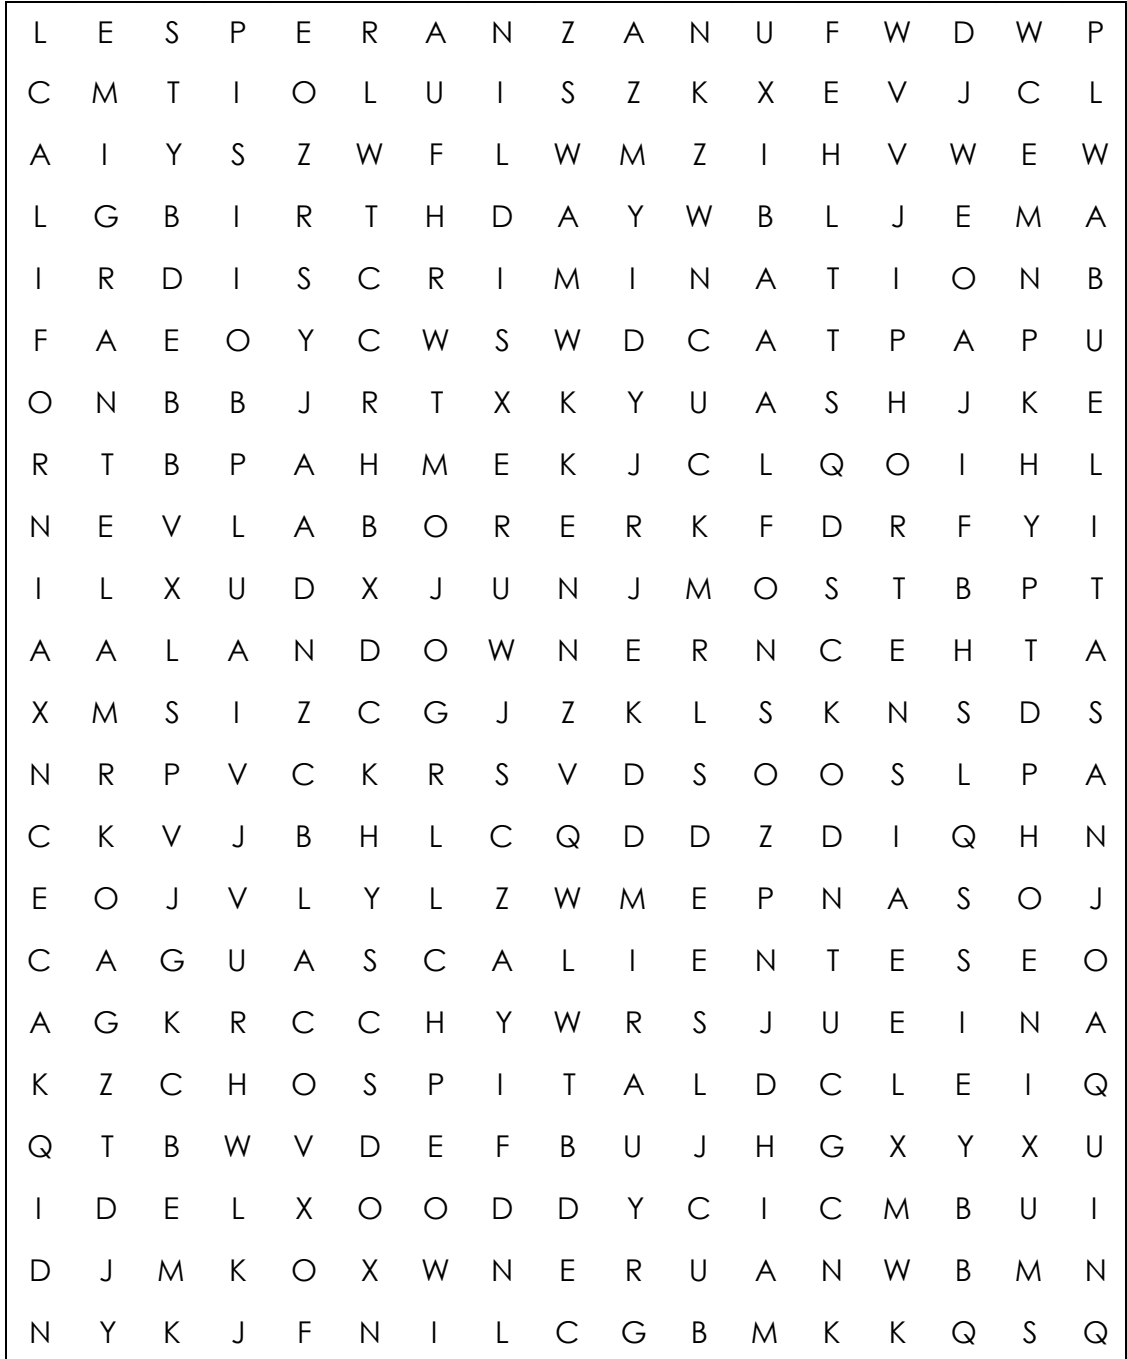 L E S P E R A N Z A N U F W D W P
C M T I O L U I S Z K X E V J C L
A I Y S Z W F L W M Z I H V W E W
L G B I R T H D A Y W B L J E M A
I R D I S C R I M I N A T I O N B
F A E O Y C W S W D C A T P A P U
O N B B J R T X K Y U A S H J K E
R T B P A H M E K J C L Q O I H L
N E V L A B O R E R K F D R F Y I
I L X U D X J U N J M O S T B P T
A A L A N D O W N E R N C E H T A
X M S I Z C G J Z K L S K N S D S
N R P V C K R S V D S O O S L P A
C K V J B H L C Q D D Z D I Q H N
E O J V L Y L Z W M E P N A S O J
C A G U A S C A L I E N T E S E O
A G K R C C H Y W R S J U E I N A
K Z C H O S P I T A L D C L E I Q
Q T B W V D E F B U J H G X Y X U
I D E L X O O D D Y C I C M B U I
D J M K O X W N E R U A N W B M N
N Y K J F N I L C G B M K K Q S Q